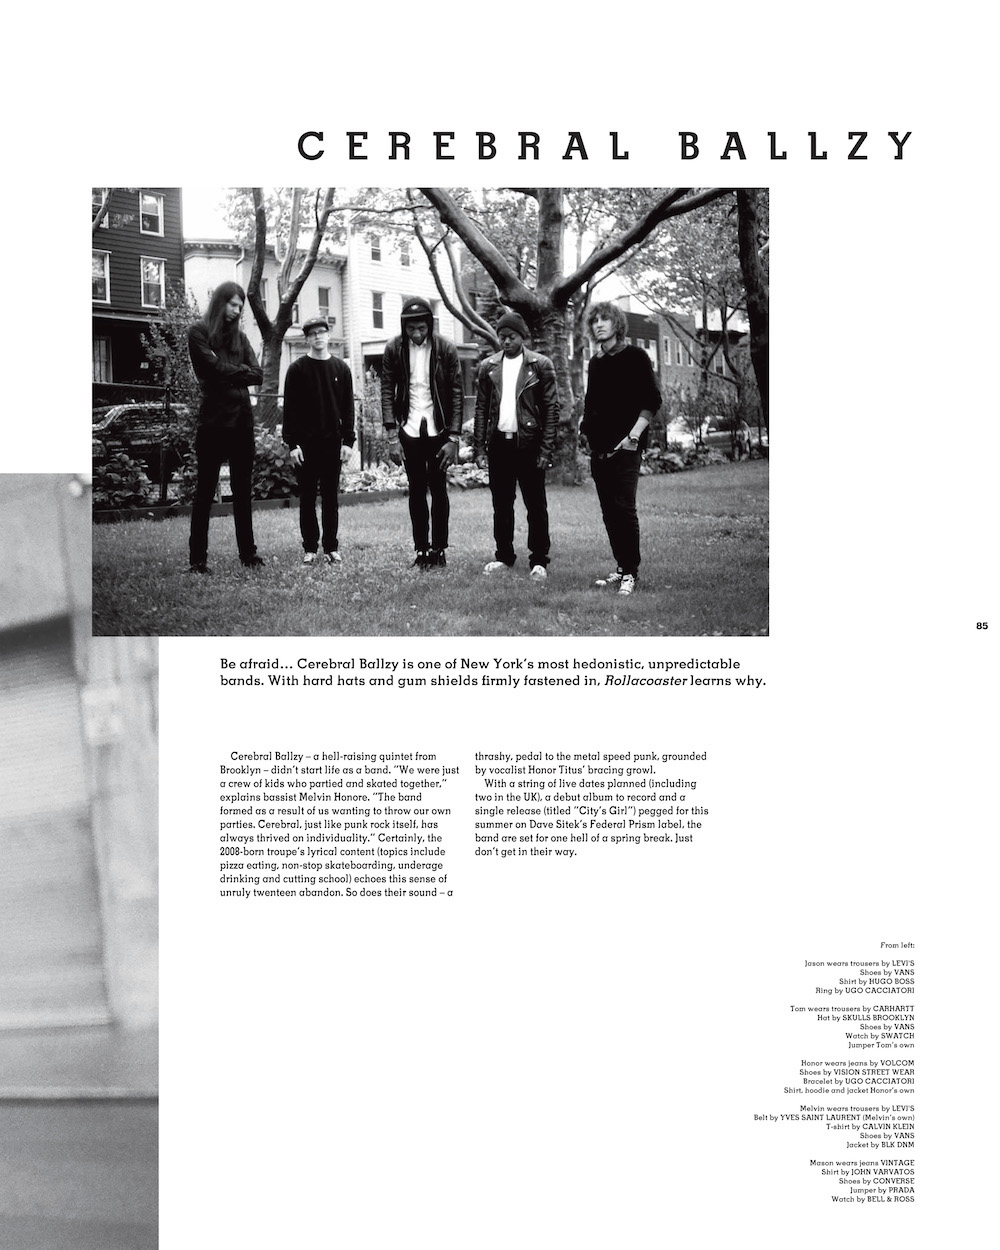 CEREBRAL BALLZY
85
Be afraid… Cerebral Ballzy is one of New York's most hedonistic, unpredictable
bands. With hard hats and gum shields firmly fastened in, Rollacoaster learns why.
Cerebral Ballzy – a hell-raising quintet from
Brooklyn – didn't start life as a band. "We were just
a crew of kids who partied and skated together,"
explains bassist Melvin Honore. "The band
formed as a result of us wanting to throw our own
parties. Cerebral, just like punk rock itself, has
always thrived on individuality." Certainly, the
2008-born troupe's lyrical content (topics include
pizza eating, non-stop skateboarding, underage
drinking and cutting school) echoes this sense of
unruly twenteen abandon. So does their sound – a
thrashy, pedal to the metal speed punk, grounded
by vocalist Honor Titus' bracing growl.
With a string of live dates planned (including
two in the UK), a debut album to record and a
single release (titled "City's Girl") pegged for this
summer on Dave Sitek's Federal Prism label, the
band are set for one hell of a spring break. Just
don't get in their way.
From left:
Jason wears trousers by LEVI'S
Shoes by VANS
Shirt by HUGO BOSS
Ring by UGO CACCIATORI
Tom wears trousers by CARHARTT
Hat by SKULLS BROOKLYN
Shoes by VANS
Watch by SWATCH
Jumper Tom's own
Honor wears jeans by VOLCOM
Shoes by VISION STREET WEAR
Bracelet by UGO CACCIATORI
Shirt, hoodie and jacket Honor's own
Melvin wears trousers by LEVI'S
Belt by YVES SAINT LAURENT (Melvin's own)
T-shirt by CALVIN KLEIN
Shoes by VANS
Jacket by BLK DNM
Mason wears jeans VINTAGE
Shirt by JOHN VARVATOS
Shoes by CONVERSE
Jumper by PRADA
Watch by BELL & ROSS